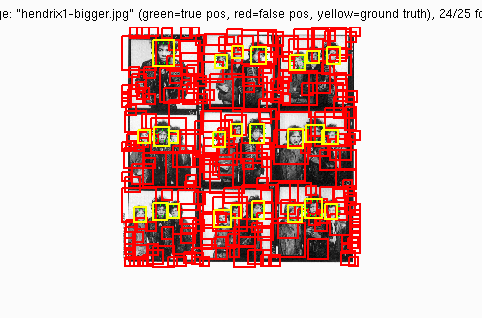 ge: "hendrix1-bigger.jpg" (green=true pos, red=false pos, yellow=ground truth), 24/25 fo